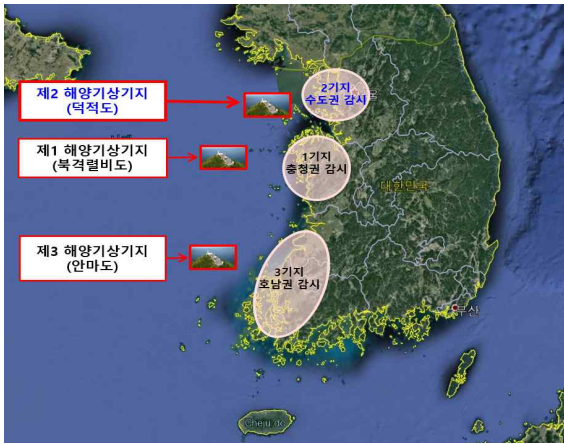 제2 해양기상기지
(덕적도)
2기지
수도권 감시
제1 해양기상기지
(북격렬비도)
1기지
충청권 감시
대한민국
제3 해양기상기지
(안마도)
3기지
호남권 감시
부산
Cheju do